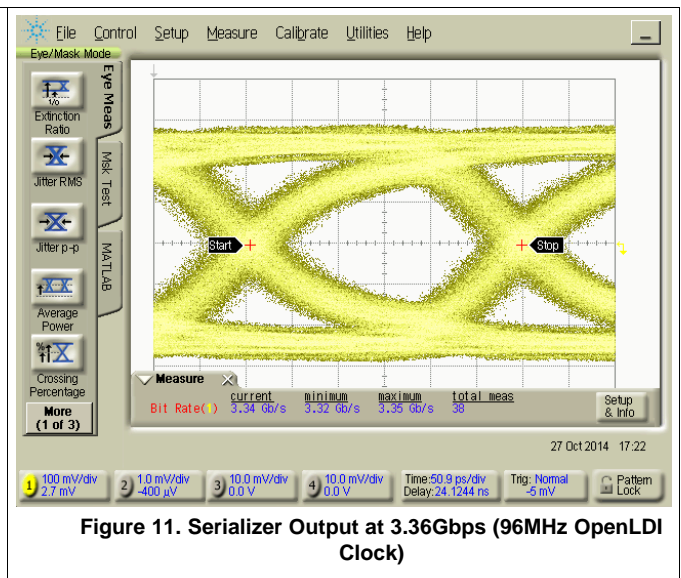 File Control Setup Measure Calibrate Utilities Help
Eye/Mask Mode
Eye Meas
Msk Test
MATLAB
1/0
Extinction
Ratio
Jitter RMS
Jitter p-p
Average
Power
%
Crossing
Percentage
More
(1 of 3)
Start
Stop
Measure
current minimum maximum total meas
Bit Rate(1) 3.34 Gb/s 3.32 Gb/s 3.35 Gb/s 38
Setup
& Info
27 Oct 2014 17:22
1 100 mV/div
2.7 mV
2 1.0 mV/div
-400 µV
3 10.0 mV/div
0.0 V
4 10.0 mV/div
0.0 V
Time:50.9 ps/div
Delay:24.1244 ns
Trig: Normal
-5 mV
Pattern
Lock
Figure 11. Serializer Output at 3.36Gbps (96MHz OpenLDI
Clock)